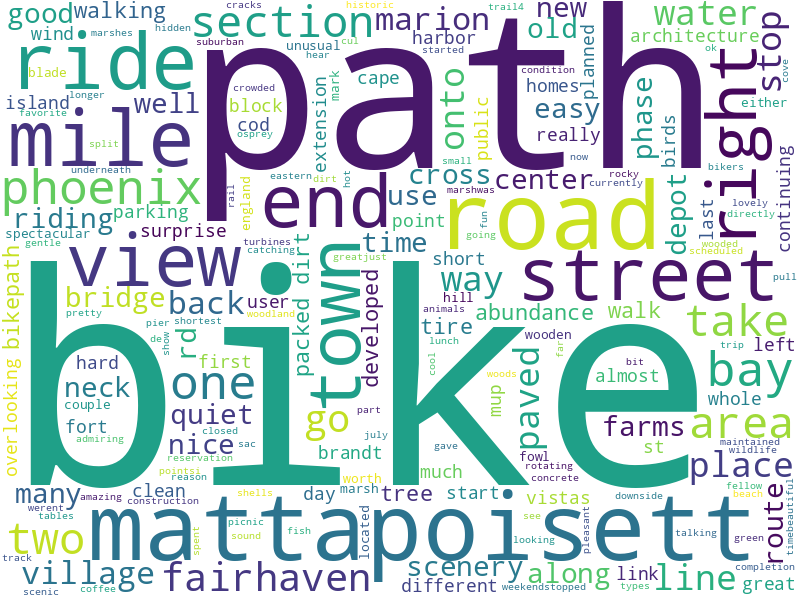 cracks
historic
trail4
good
walking
section
marion
new
water
suburban
cul
wind
hidden
path
unusual
harbor
old
planned
stop
architecture
ride
marshes
started
hear
ok
blade
crowded
cape
condition
cove
island
longer
well
block
mark
onto
homes
phase
right
either
favorite
mile
cod
osprey
extension
public
easy
birds
split
really
small
now
bikers
underneath
eastern
dirt
hot
cross
marshwas
rocky
currently
lovely
directly
phoenix
rail
england
end
use
center
depot
last
continuing
riding
parking
point
fun
road
wooded
scheduled
spectacular
surprise
going
gentle
view
turbines
catching
time
short
way
street
pull
pretty
greatjust
bridge
back
user
packed dirt
town
developed
hill
animals
abundance
walk
take
overlooking
bikepath
pier
shortest
woodland
tire
wooden
trip
left
rd
de
show
hard
first
bike
cool
lunch
paved
far
bit
almost
bay
neck
one
mup
woods
whole
couple
quiet
go
part
july
farms
area
fort
closed
gave
st
admiring
sac
nice
brandt
much
fowl
maintained
wildlife
reservation
pointsi
reason
worth
rotating
concrete
place
many
clean
day
marsh
tree
start
vistas
downside
fellow
beach
amazing
construction
shells
werent
tables
two
mattapoisett
route
timebeautiful
picnic
sound
spent
fish
located
see
looking
pleasant
talking
green
track
village
fairhaven
scenery
different
along
link
line
completion
great
scenic
coffee
weekendstopped
types